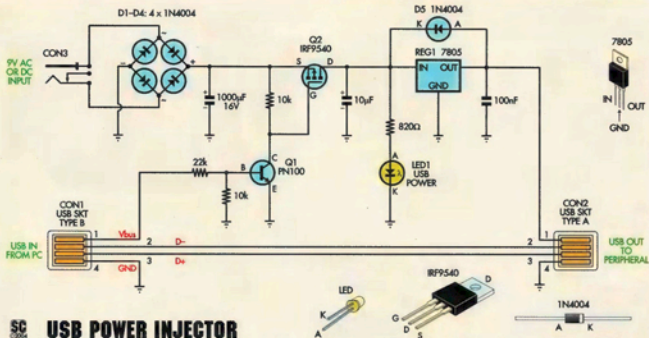 D1–D4: 4 x 1N4004
9V AC
OR DC
INPUT
CON3
~
~
+
–
1000µF
16V
10k
Q2
IRF9540
S
D
G
10µF
D5 1N4004
K
A
REG1 7805
IN
OUT
GND
100nF
820Ω
A
LED1
USB
POWER
λ
K
7805
IN
OUT
GND
22k
B
C
E
Q1
PN100
10k
CON1
USB SKT
TYPE B
USB IN
FROM PC
1
2
3
4
Vbus
D–
D+
GND
CON2
USB SKT
TYPE A
1
2
3
4
USB OUT
TO
PERIPHERAL
LED
K
A
IRF9540
G
D
S
D
1N4004
A
K
SC
USB POWER INJECTOR